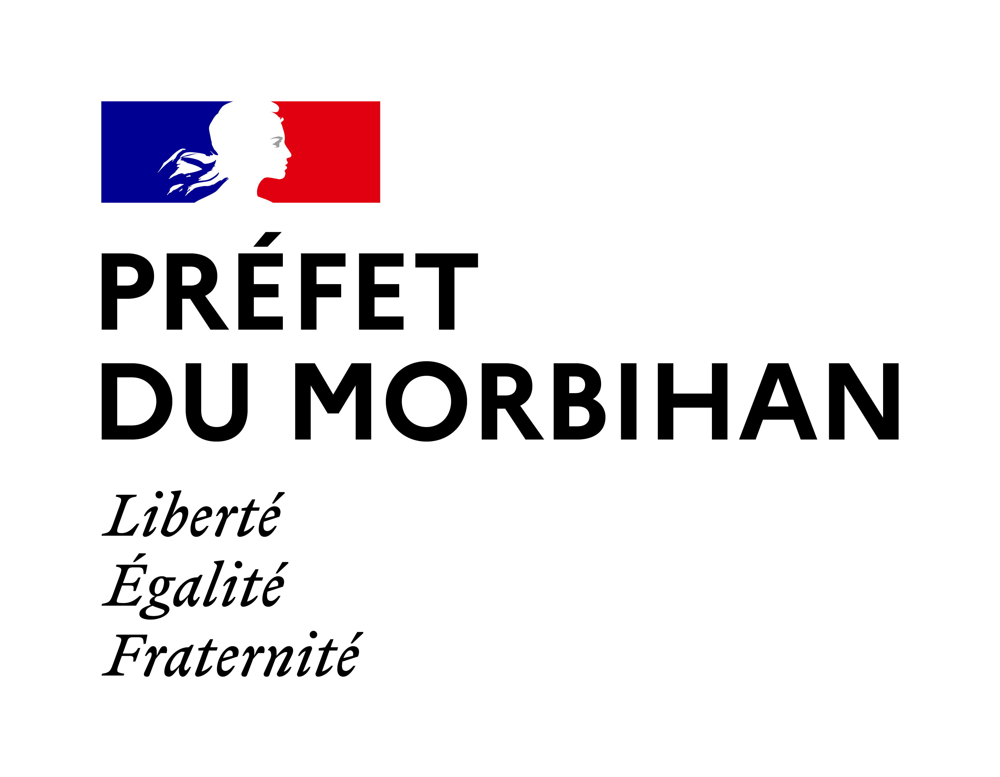 PRÉFET
DU MORBIHAN
Liberté
Égalité
Fraternité